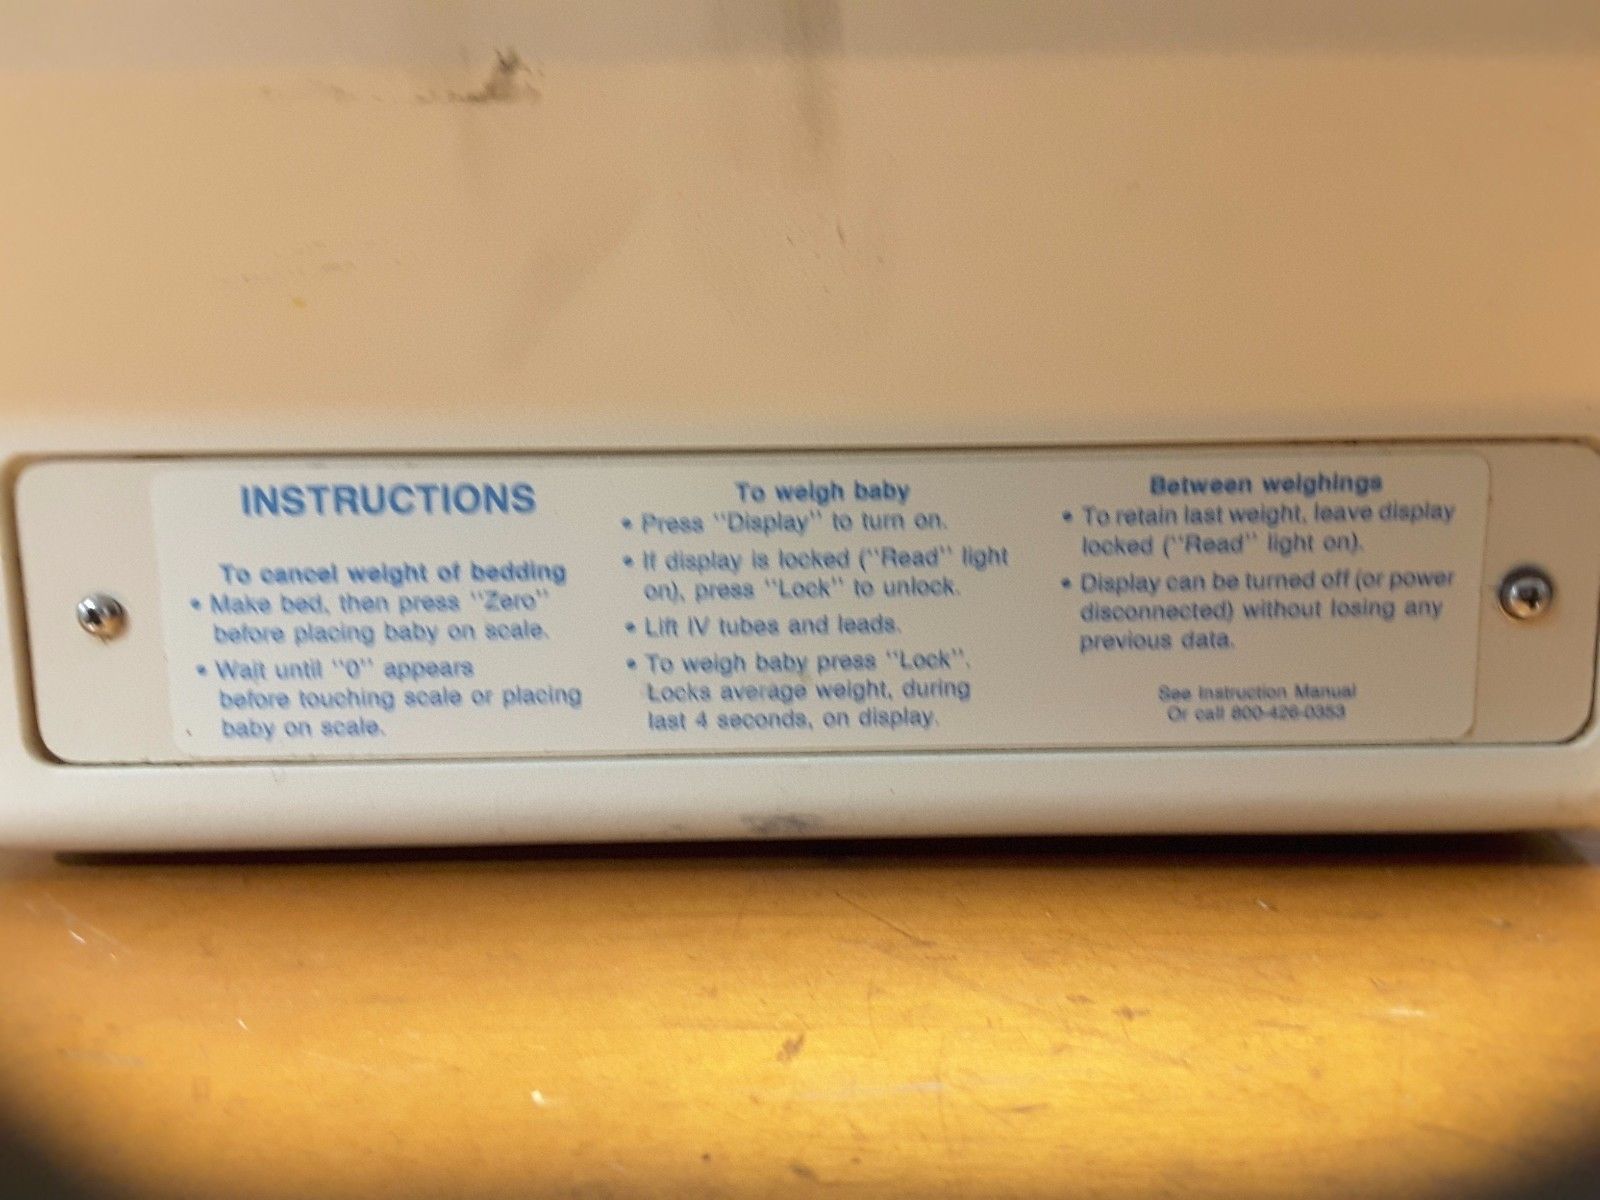 INSTRUCTIONS
To cancel weight of bedding
• Make bed, then press "Zero"
before placing baby on scale.
• Wait until "0" appears
before touching scale or placing
baby on scale.
To weigh baby
• Press "Display" to turn on.
• If display is locked ("Read" light
on), press "Lock" to unlock.
• Lift IV tubes and leads.
• To weigh baby press "Lock".
Locks average weight, during
last 4 seconds, on display.
Between weighings
• To retain last weight, leave display
locked ("Read" light on).
• Display can be turned off (or power
disconnected) without losing any
previous data.
See Instruction Manual
Or call 800-426-0353